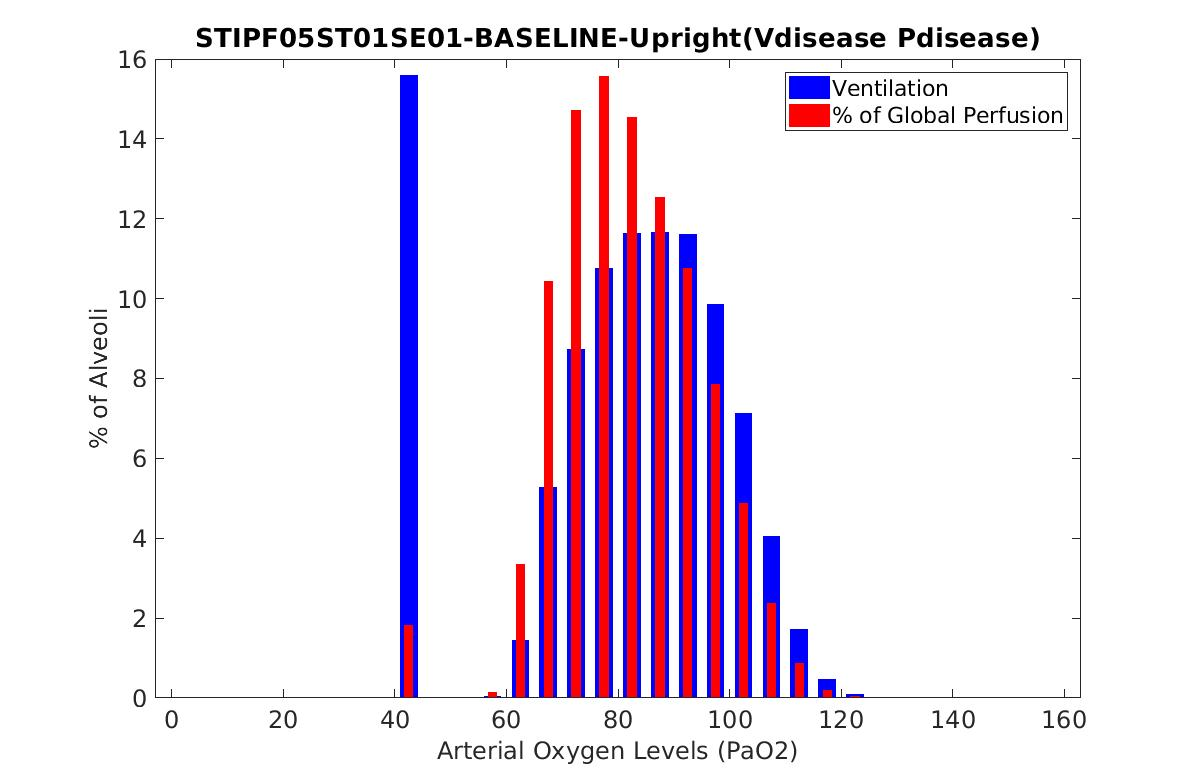 STIPF05ST01SE01-BASELINE-Upright(Vdisease Pdisease)
Ventilation
% of Global Perfusion
16
14
12
10
8
6
4
2
0
% of Alveoli
0 20 40 60 80 100 120 140 160
Arterial Oxygen Levels (PaO2)